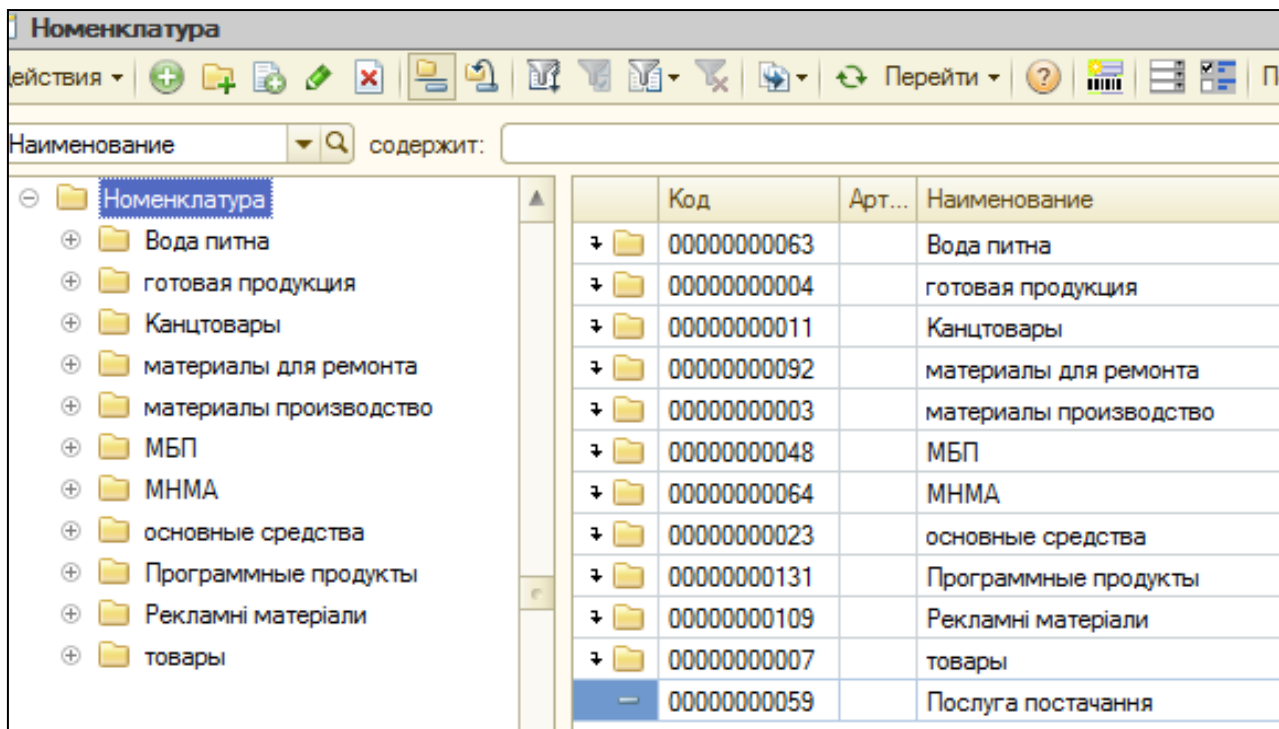 Номенклатура
Действия Перейти П
Наименование содержит:
Номенклатура
Вода питна
готовая продукция
Канцтовары
материалы для ремонта
материалы производство
МБП
МНМА
основные средства
Программные продукты
Рекламні матеріали
товары
Код Арт... Наименование
00000000063 Вода питна
00000000004 готовая продукция
00000000011 Канцтовары
00000000092 материалы для ремонта
00000000003 материалы производство
00000000048 МБП
00000000064 МНМА
00000000023 основные средства
00000000131 Программные продукты
00000000109 Рекламні матеріали
00000000007 товары
00000000059 Послуга постачання